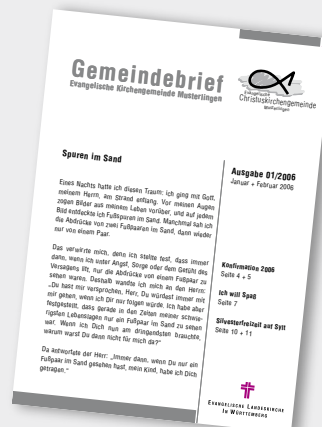 Gemeindebrief
Evangelische Kirchengemeinde Musterlingen
Evangelische
Christuskirchengemeinde
Musterlingen
Spuren im Sand
Eines Nachts hatte ich diesen Traum: ich ging mit Gott,
meinem Herrn, am Strand entlang. Vor meinen Augen
zogen Bilder aus meinem Leben vorüber, und auf jedem
Bild entdeckte ich Fußspuren im Sand. Manchmal sah ich
die Abdrücke von zwei Fußpaaren im Sand, dann wieder
nur von einem Paar.
Das verwirrte mich, denn ich stellte fest, dass immer
dann, wenn ich unter Angst, Sorge oder dem Gefühl des
Versagens litt, nur die Abdrücke von einem Fußpaar zu
sehen waren. Deshalb wandte ich mich an den Herrn:
„Du hast mir versprochen, Herr, Du würdest immer mit
mir gehen, wenn ich Dir nur folgen würde. Ich habe aber
festgestellt, dass gerade in den Zeiten meiner schwie-
rigsten Lebenslagen nur ein Fußpaar im Sand zu sehen
war. Wenn ich Dich nun am dringendsten brauchte,
warum warst Du dann nicht für mich da?"
Da antwortete der Herr: „Immer dann, wenn Du nur ein
Fußpaar im Sand gesehen hast, mein Kind, habe ich Dich
getragen."
Ausgabe 01/2006
Januar + Februar 2006
Konfirmation 2006
Seite 4 + 5
Ich will Spaß
Seite 7
Silvesterfreizeit auf Sylt
Seite 10 + 11
Evangelische Landeskirche
in Württemberg